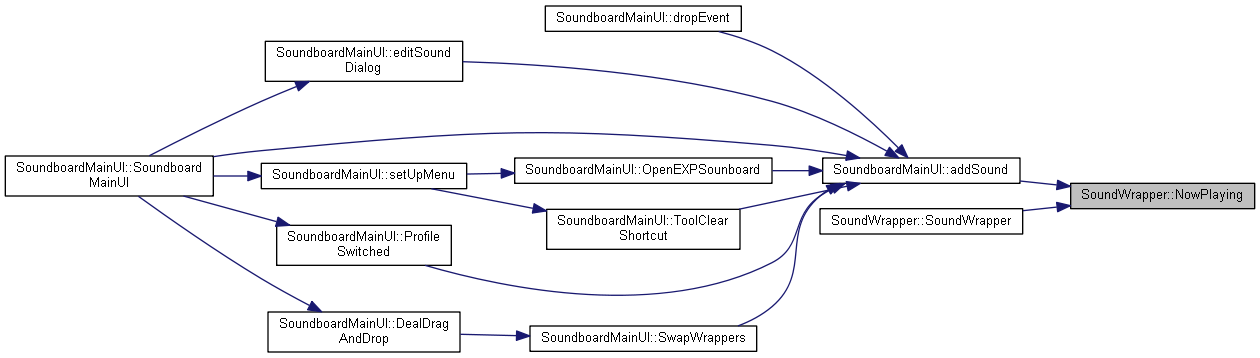 SoundboardMainUI::dropEvent
SoundboardMainUI::editSound
Dialog
SoundboardMainUI::Soundboard
MainUI
SoundboardMainUI::setUpMenu
SoundboardMainUI::OpenEXPSounboard
SoundboardMainUI::addSound
SoundWrapper::NowPlaying
SoundboardMainUI::ToolClear
Shortcut
SoundWrapper::SoundWrapper
SoundboardMainUI::Profile
Switched
SoundboardMainUI::DealDrag
AndDrop
SoundboardMainUI::SwapWrappers